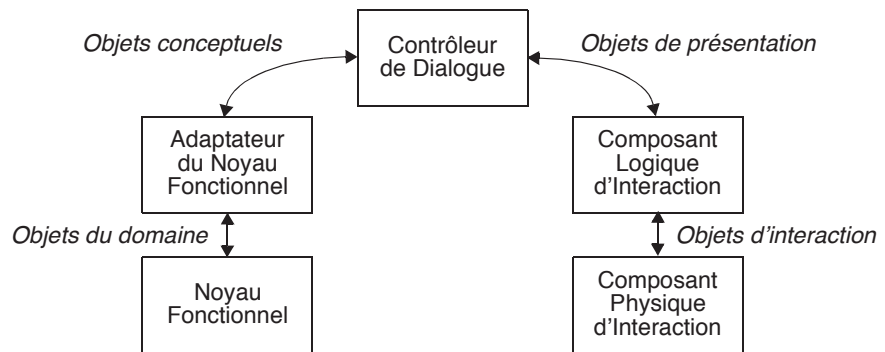 Objets conceptuels
Contrôleur
de Dialogue
Objets de présentation
Adaptateur
du Noyau
Fonctionnel
Composant
Logique
d'Interaction
Objets du domaine
Objets d'interaction
Noyau
Fonctionnel
Composant
Physique
d'Interaction